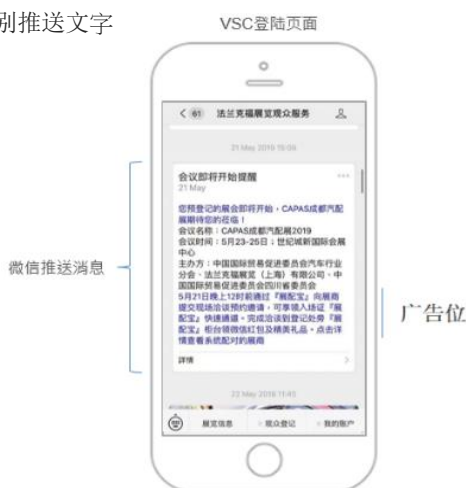 别推送文字
VSC登陆页面
61 法兰克福展览观众服务
21 May 2019 15:09
会议即将开始提醒
21 May
您预登记的展会即将开始，CAPAS成都汽配
展期待您的莅临！
会议名称：CAPAS成都汽配展2019
会议时间：5月23-25日；世纪城新国际会展
中心
主办方：中国国际贸易促进委员会汽车行业
分会、法兰克福展览（上海）有限公司、中
国国际贸易促进委员会四川省委员会
5月21日晚上12时前通过『展配宝』向展商
提交现场洽谈预约邀请，可享领入场证『展
配宝』快速通道。完成洽谈到登记处旁『展
配宝』柜台领微信红包及精美礼品。点击详
情查看系统配对的展商
詳情
22 May 2019 11:45
展览信息
观众登记
我的账户
微信推送消息
广告位